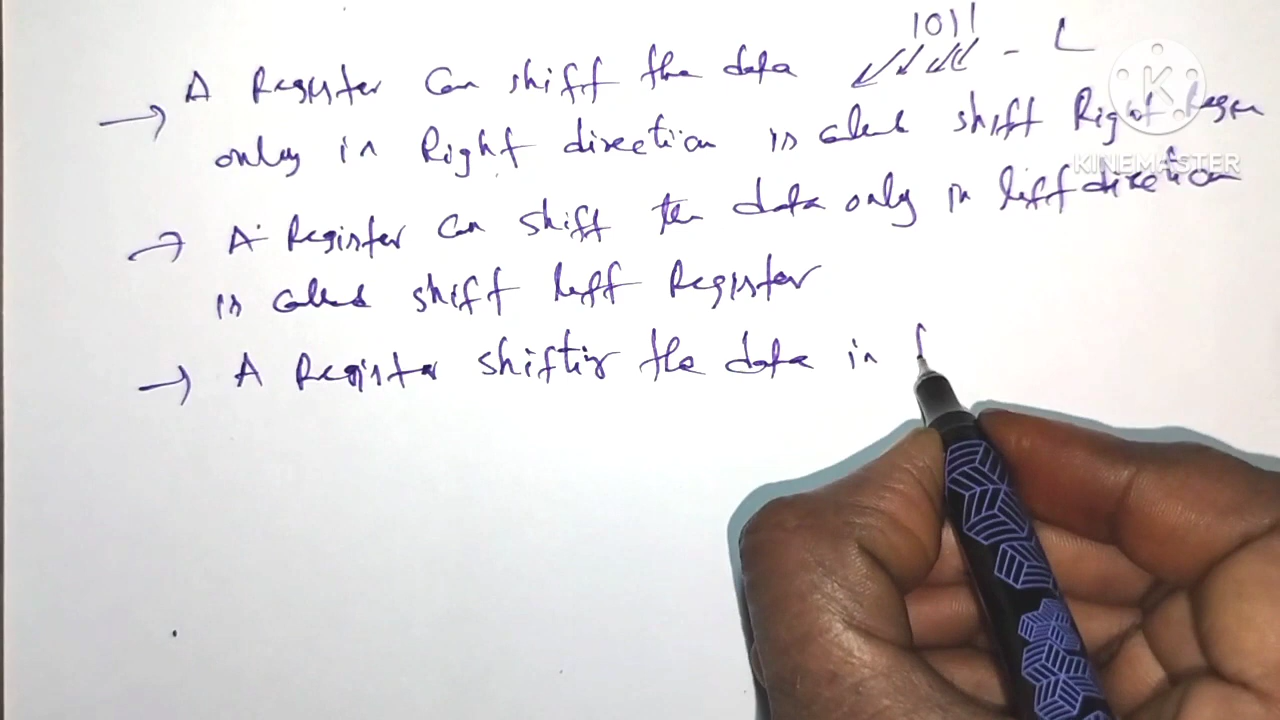 1011
→ A Register Can shift the data - L
only in Right direction is called shift Right
→ A Register Can shift the data only in left direction
is called shift left Register
→ A Register shifting the data in
K
KINEMASTER